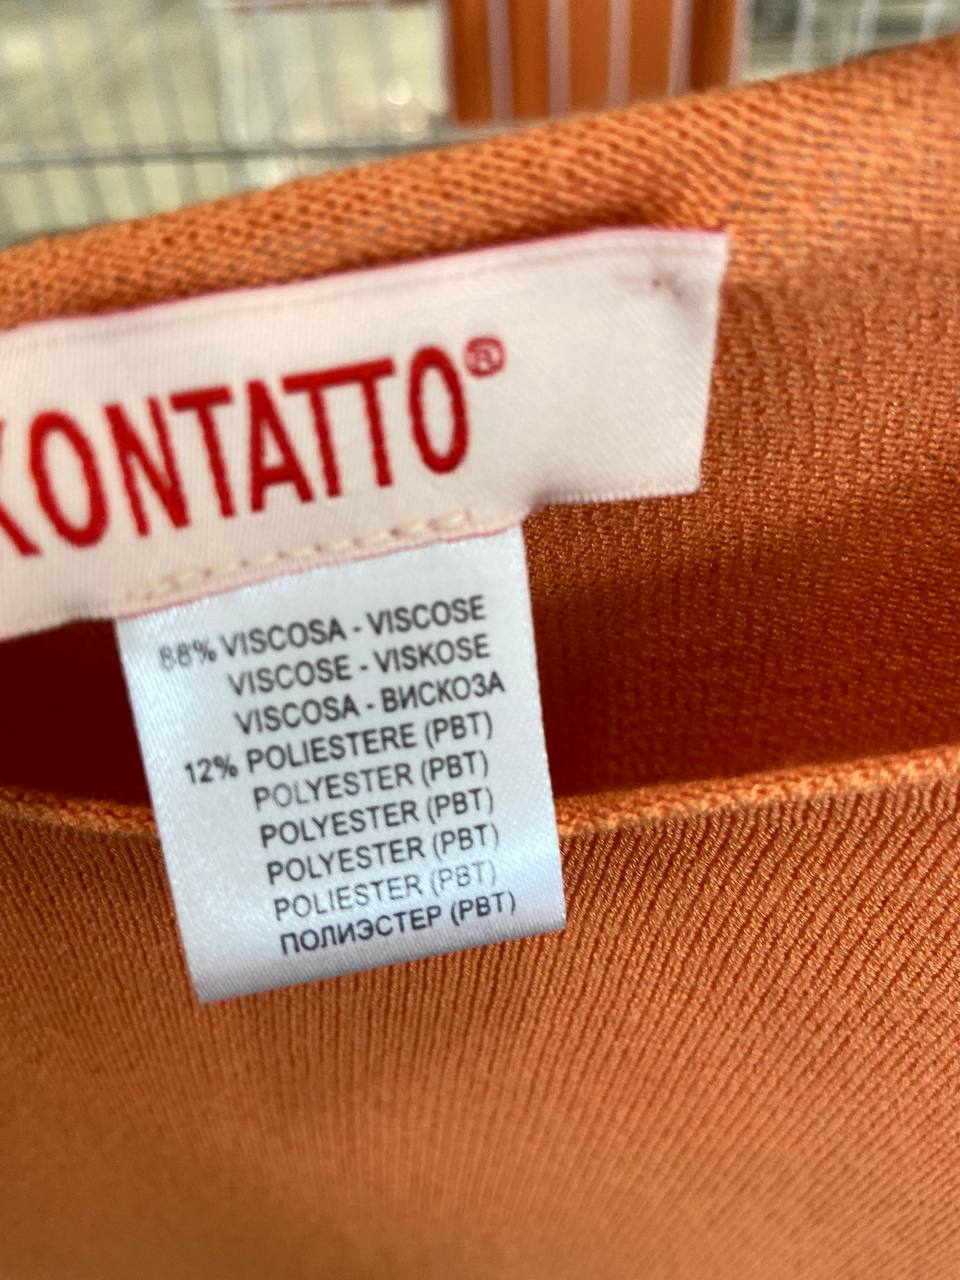 KONTATTO®
88% VISCOSA - VISCOSE
VISCOSE - VISKOSE
VISCOSA - ВИСКОЗА
12% POLIESTERE (PBT)
POLYESTER (PBT)
POLYESTER (PBT)
POLYESTER (PBT)
POLIESTER (PBT)
ПОЛИЭСТЕР (PBT)